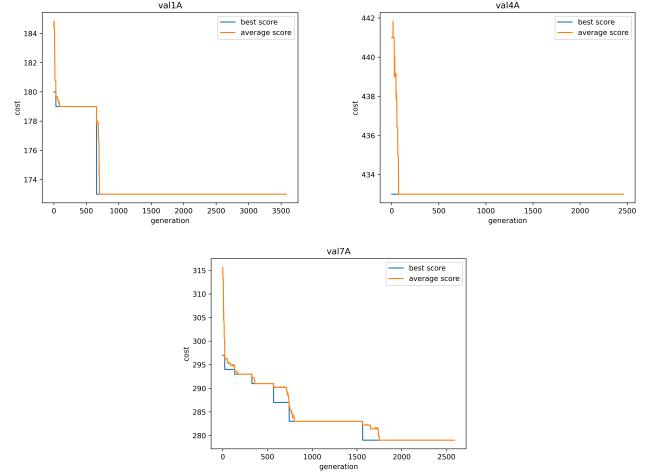 val1A
best score
average score
184
182
180
178
176
174
cost
0
500
1000
1500
2000
2500
3000
3500
generation
val4A
best score
average score
442
440
438
436
434
cost
0
500
1000
1500
2000
2500
generation
val7A
best score
average score
315
310
305
300
295
290
285
280
cost
0
500
1000
1500
2000
2500
generation